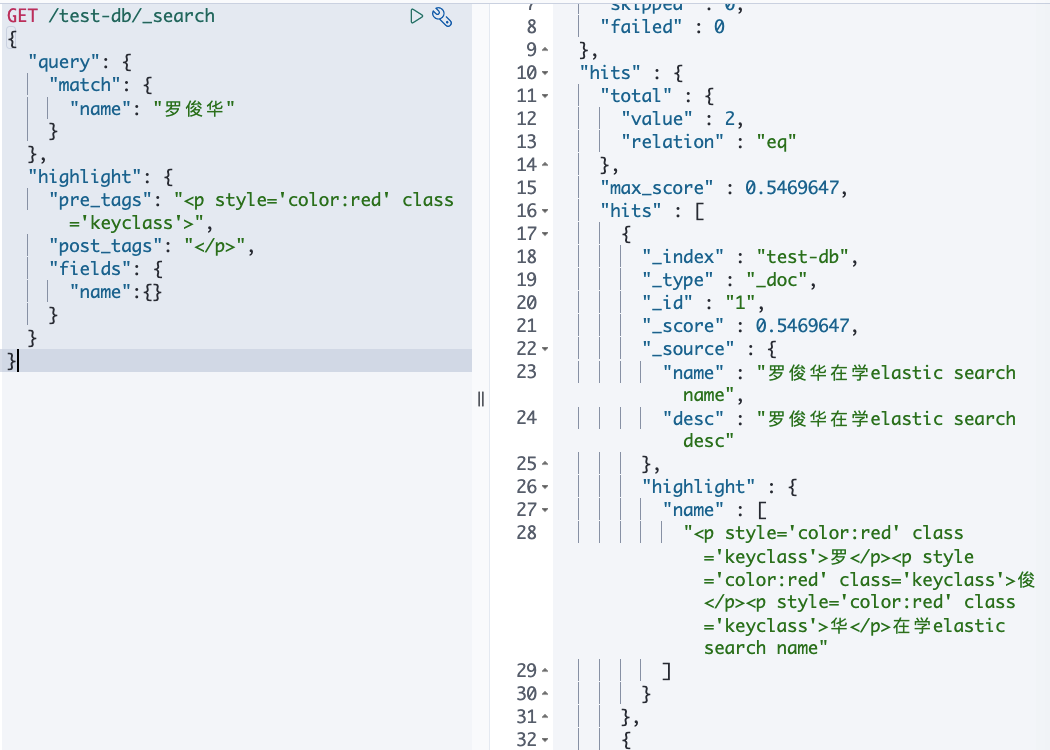 GET /test-db/_search
{
"query": {
"match": {
"name": "罗俊华"
}
},
"highlight": {
"pre_tags": "<p style='color:red' class
='keyclass'>",
"post_tags": "</p>",
"fields": {
"name":{}
}
}
}
7 "skipped" : 0,
8 "failed" : 0
9 },
10 "hits" : {
11 "total" : {
12 "value" : 2,
13 "relation" : "eq"
14 },
15 "max_score" : 0.5469647,
16 "hits" : [
17 {
18 "_index" : "test-db",
19 "_type" : "_doc",
20 "_id" : "1",
21 "_score" : 0.5469647,
22 "_source" : {
23 "name" : "罗俊华在学elastic search
name",
24 "desc" : "罗俊华在学elastic search
desc"
25 },
26 "highlight" : {
27 "name" : [
28 "<p style='color:red' class
='keyclass'>罗</p><p style
='color:red' class='keyclass'>俊
</p><p style='color:red' class
='keyclass'>华</p>在学elastic
search name"
29 ]
30 }
31 },
32 {